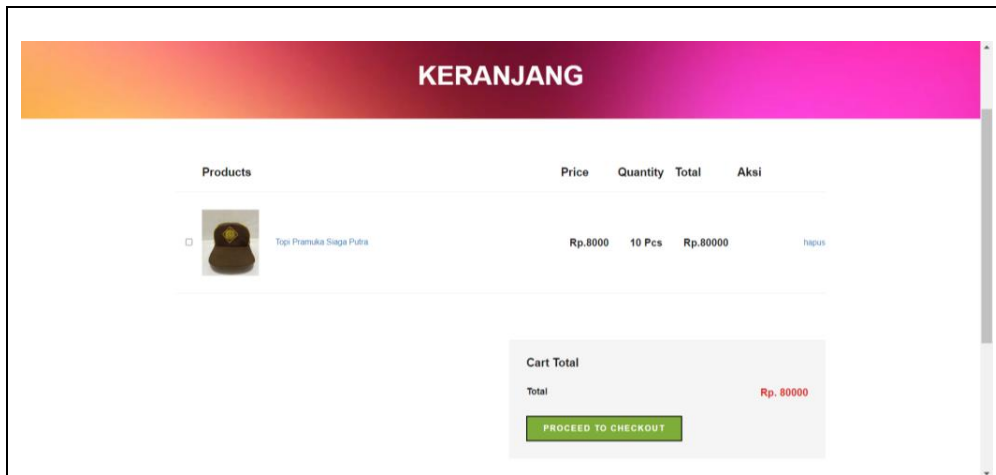 KERANJANG
Products Price Quantity Total Aksi
Topi Pramuka Siaga Putra Rp.8000 10 Pcs Rp.80000 hapus
Cart Total
Total Rp. 80000
PROCEED TO CHECKOUT